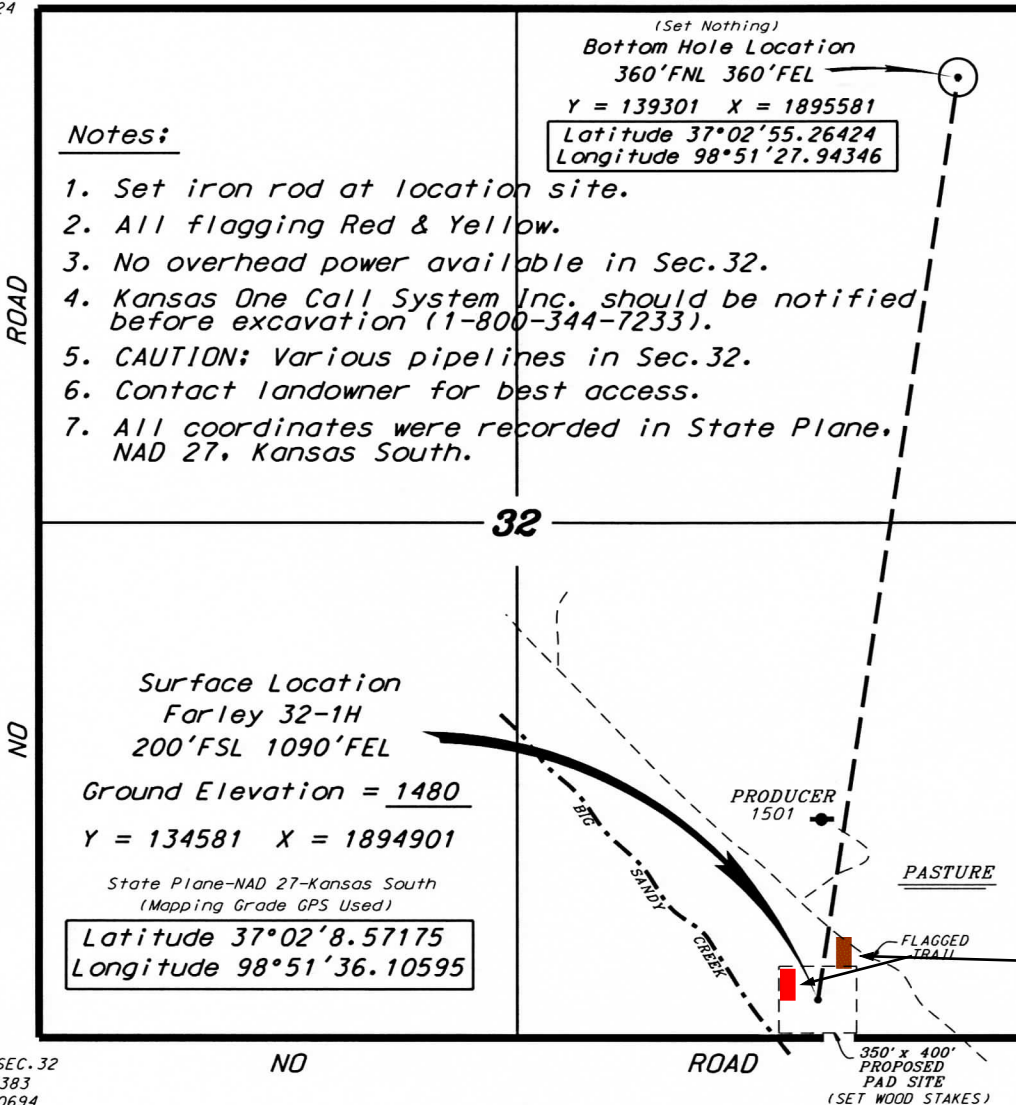 24
(Set Nothing)
Bottom Hole Location
360'FNL 360'FEL
Y = 139301 X = 1895581
Latitude 37°02'55.26424
Longitude 98°51'27.94346
Notes:
1. Set iron rod at location site.
2. All flagging Red & Yellow.
3. No overhead power available in Sec.32.
4. Kansas One Call System Inc. should be notified
before excavation (1-800-344-7233).
5. CAUTION: Various pipelines in Sec.32.
6. Contact landowner for best access.
7. All coordinates were recorded in State Plane,
NAD 27, Kansas South.
ROAD
NO
32
Surface Location
Farley 32-1H
200'FSL 1090'FEL
Ground Elevation = 1480
Y = 134581 X = 1894901
State Plane-NAD 27-Kansas South
(Mapping Grade GPS Used)
Latitude 37°02'8.57175
Longitude 98°51'36.10595
BIG
SANDY
CREEK
PRODUCER
1501
PASTURE
FLAGGED
TRAIL
SEC.32
383
0694
NO
ROAD
350' x 400'
PROPOSED
PAD SITE
(SET WOOD STAKES)